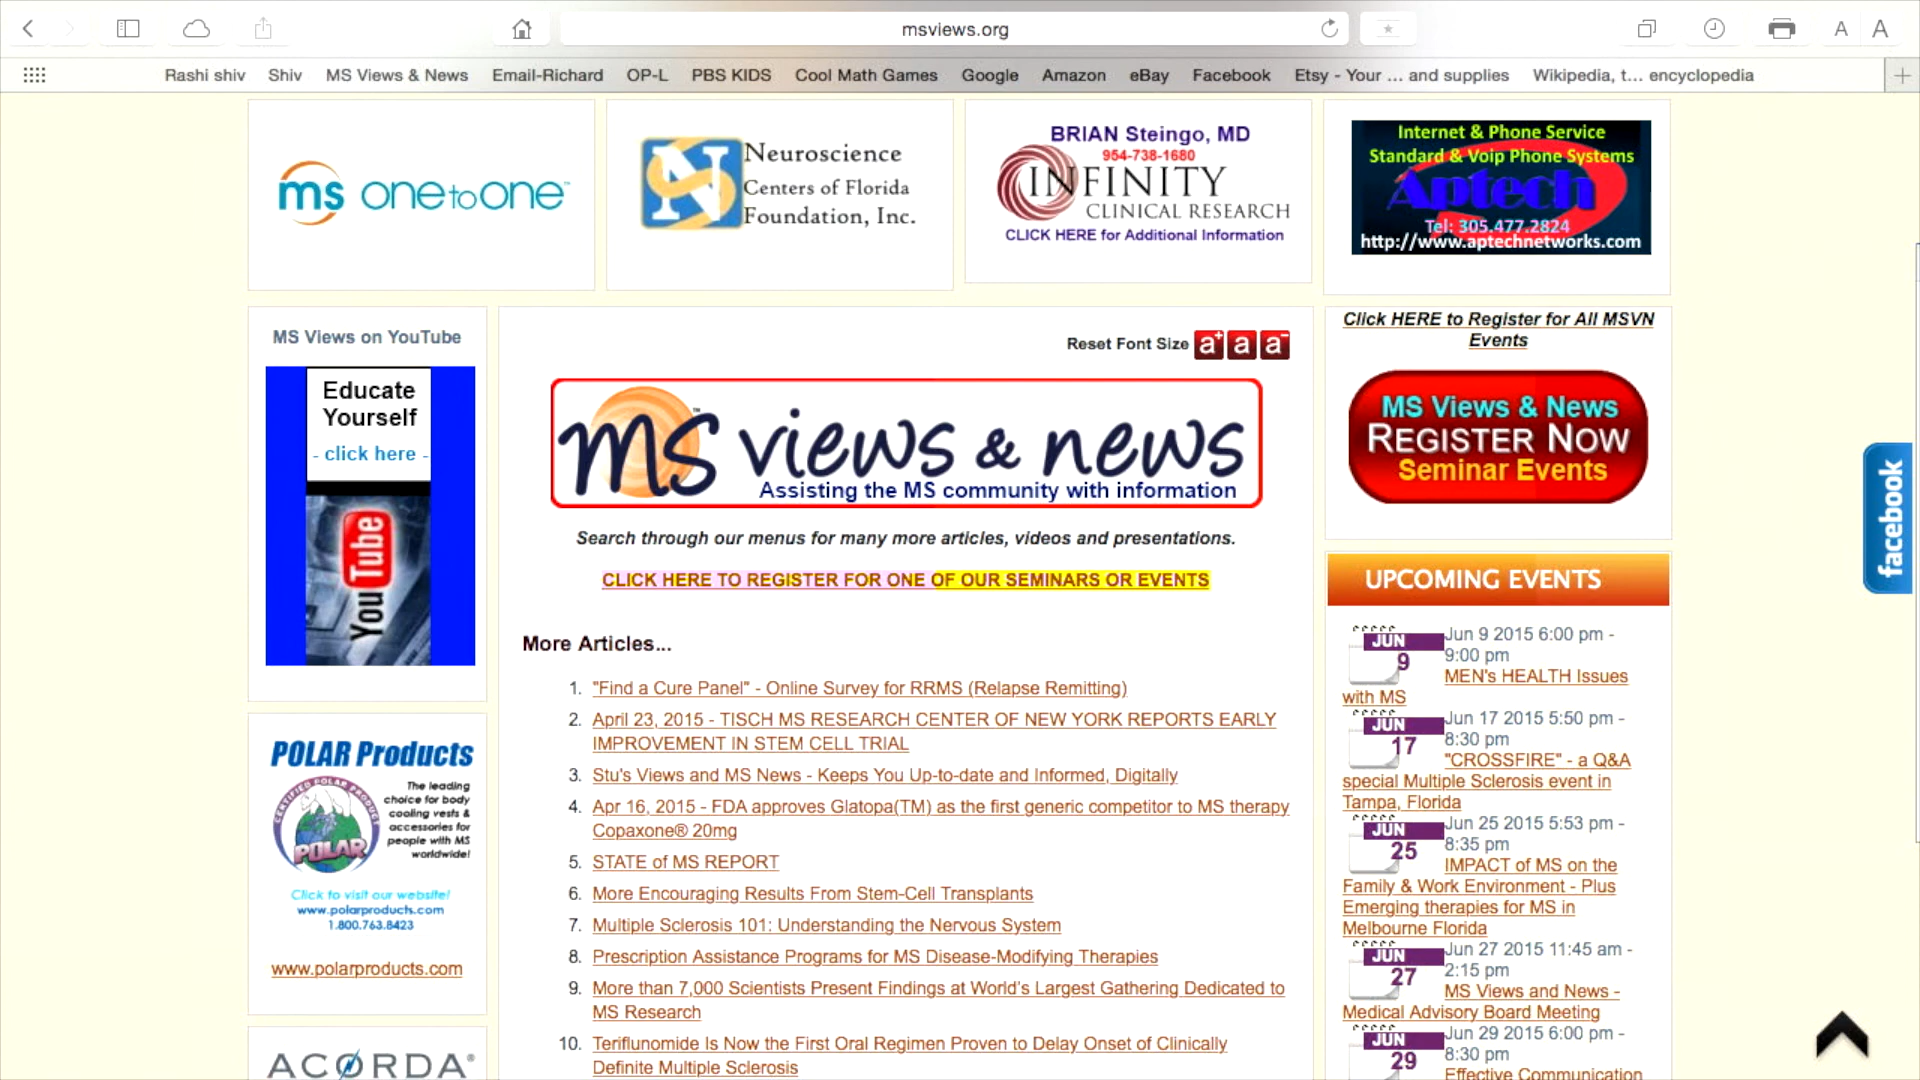 msviews.org
A A
Rashi shiv Shiv MS Views & News Email-Richard OP-L PBS KIDS Cool Math Games Google Amazon eBay Facebook Etsy - Your ... and supplies Wikipedia, t... encyclopedia
ms onetoone™
Neuroscience
Centers of Florida
Foundation, Inc.
BRIAN Steingo, MD
954-738-1680
INFINITY
CLINICAL RESEARCH
CLICK HERE for Additional Information
Internet & Phone Service
Standard & Voip Phone Systems
Aptech
Tel: 305.477.2824
http://www.aptechnetworks.com
MS Views on YouTube
Educate
Yourself
- click here -
YouTube
POLAR Products
CERTIFIED POLAR PRODUCT
POLAR
The leading
choice for body
cooling vests &
accessories for
people with MS
worldwide!
Click to visit our website!
www.polarproducts.com
1.800.763.8423
www.polarproducts.com
ACORDA®
Reset Font Size a+ a a-
MS views & news™
Assisting the MS community with information
Search through our menus for many more articles, videos and presentations.
CLICK HERE TO REGISTER FOR ONE OF OUR SEMINARS OR EVENTS
More Articles...
1. "Find a Cure Panel" - Online Survey for RRMS (Relapse Remitting)
2. April 23, 2015 - TISCH MS RESEARCH CENTER OF NEW YORK REPORTS EARLY
IMPROVEMENT IN STEM CELL TRIAL
3. Stu's Views and MS News - Keeps You Up-to-date and Informed, Digitally
4. Apr 16, 2015 - FDA approves Glatopa(TM) as the first generic competitor to MS therapy
Copaxone® 20mg
5. STATE of MS REPORT
6. More Encouraging Results From Stem-Cell Transplants
7. Multiple Sclerosis 101: Understanding the Nervous System
8. Prescription Assistance Programs for MS Disease-Modifying Therapies
9. More than 7,000 Scientists Present Findings at World's Largest Gathering Dedicated to
MS Research
10. Teriflunomide Is Now the First Oral Regimen Proven to Delay Onset of Clinically
Definite Multiple Sclerosis
Click HERE to Register for All MSVN
Events
MS Views & News
REGISTER NOW
Seminar Events
UPCOMING EVENTS
JUN 9
Jun 9 2015 6:00 pm -
9:00 pm
MEN's HEALTH Issues
with MS
JUN 17
Jun 17 2015 5:50 pm -
8:30 pm
"CROSSFIRE" - a Q&A
special Multiple Sclerosis event in
Tampa, Florida
JUN 25
Jun 25 2015 5:53 pm -
8:35 pm
IMPACT of MS on the
Family & Work Environment - Plus
Emerging therapies for MS in
Melbourne Florida
JUN 27
Jun 27 2015 11:45 am -
2:15 pm
MS Views and News -
Medical Advisory Board Meeting
JUN 29
Jun 29 2015 6:00 pm -
8:30 pm
Effective Communication
facebook